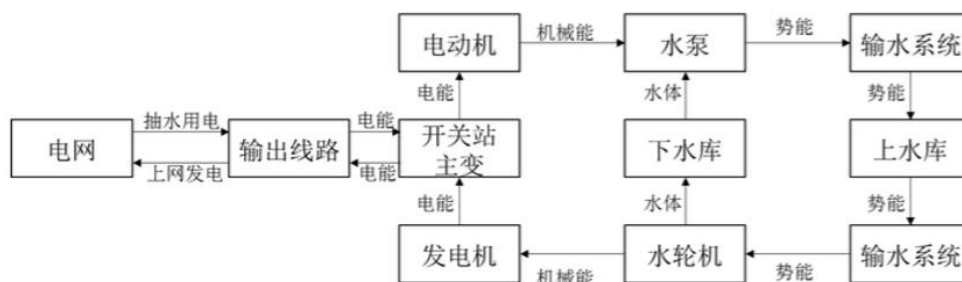 电动机
机械能
水泵
势能
输水系统
电能
水体
势能
电网
抽水用电
上网发电
输出线路
电能
电能
开关站
主变
下水库
上水库
电能
水体
势能
发电机
机械能
水轮机
势能
输水系统